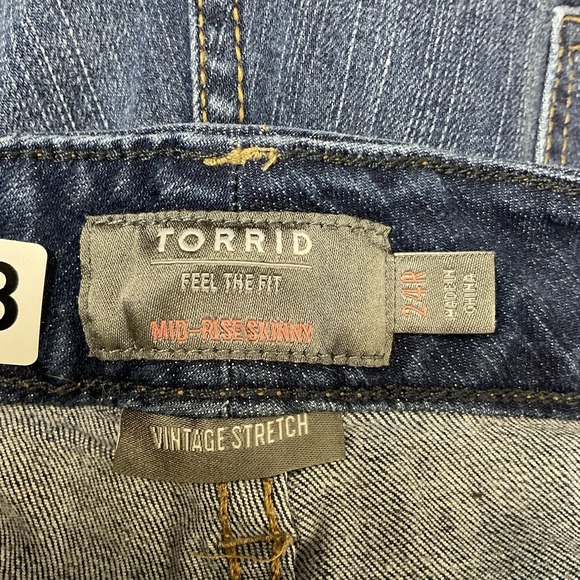 TORRID
FEEL THE FIT
MID-RISE SKINNY
24R
MADE IN
CHINA
VINTAGE STRETCH